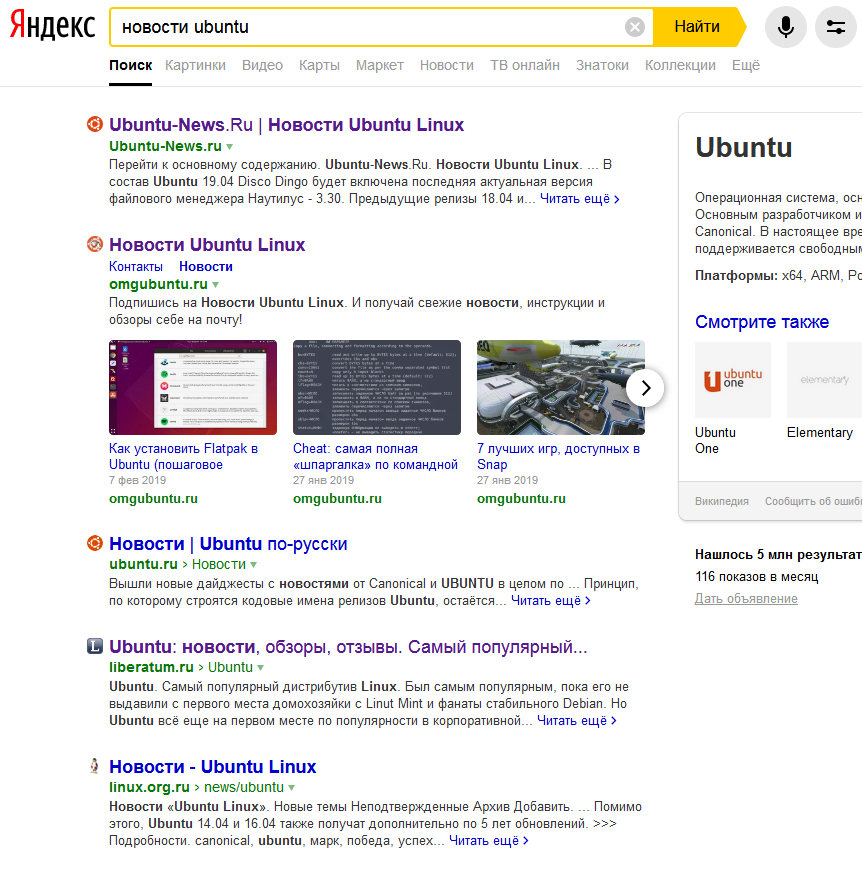 Яндекс
новости ubuntu
Найти
Поиск Картинки Видео Карты Маркет Новости ТВ онлайн Знатоки Коллекции Ещё
Ubuntu-News.Ru | Новости Ubuntu Linux
Ubuntu-News.ru
Перейти к основному содержанию. Ubuntu-News.Ru. Новости Ubuntu Linux. ... В
состав Ubuntu 19.04 Disco Dingo будет включена последняя актуальная версия
файлового менеджера Наутилус - 3.30. Предыдущие релизы 18.04 и... Читать ещё >
Новости Ubuntu Linux
Контакты Новости
omgubuntu.ru
Подпишись на Новости Ubuntu Linux. И получай свежие новости, инструкции и
обзоры себе на почту!
Как установить Flatpak в
Ubuntu (пошаговое
7 фев 2019
omgubuntu.ru
Cheat: самая полная
«шпаргалка» по командной
27 янв 2019
omgubuntu.ru
7 лучших игр, доступных в
Snap
27 янв 2019
omgubuntu.ru
Новости | Ubuntu по-русски
ubuntu.ru > Новости
Вышли новые дайджесты с новостями от Canonical и UBUNTU в целом по ... Принцип,
по которому строятся кодовые имена релизов Ubuntu, остаётся... Читать ещё >
L
Ubuntu: новости, обзоры, отзывы. Самый популярный...
liberatum.ru > Ubuntu
Ubuntu. Самый популярный дистрибутив Linux. Был самым популярным, пока его не
выдавили с первого места домохозяйки с Linut Mint и фанаты стабильного Debian. Но
Ubuntu всё еще на первом месте по популярности в корпоративной... Читать ещё >
Новости - Ubuntu Linux
linux.org.ru > news/ubuntu
Новости «Ubuntu Linux». Новые темы Неподтвержденные Архив Добавить. ... Помимо
этого, Ubuntu 14.04 и 16.04 также получат дополнительно по 5 лет обновлений. >>>
Подробности. canonical, ubuntu, марк, победа, успех... Читать ещё >
Ubuntu
Операционная система, осн
Основным разработчиком и
Canonical. В настоящее вре
поддерживается свободным
Платформы: x64, ARM, Po
Смотрите также
ubuntu
one
elementary
Ubuntu
One
Elementary
Википедия Сообщить об ошиб
Нашлось 5 млн результат
116 показов в месяц
Дать объявление